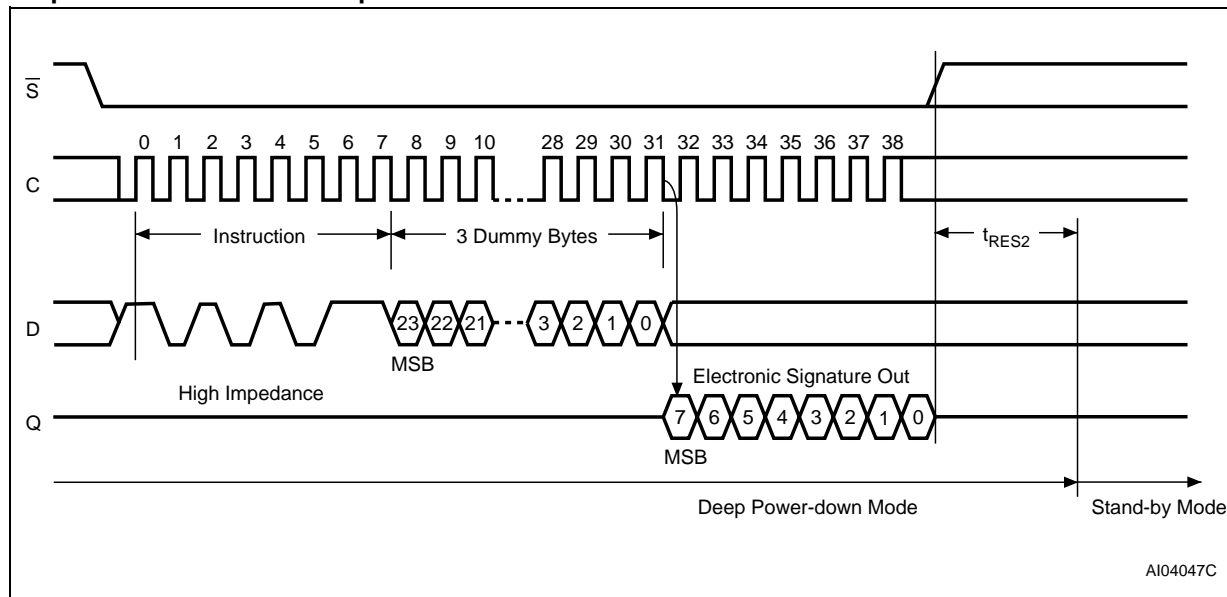 S
0 1 2 3 4 5 6 7 8 9 10 28 29 30 31 32 33 34 35 36 37 38
C
Instruction 3 Dummy Bytes tRES2
D 23 22 21 3 2 1 0
MSB
High Impedance Electronic Signature Out
Q 7 6 5 4 3 2 1 0
MSB
Deep Power-down Mode Stand-by Mode
AI04047C